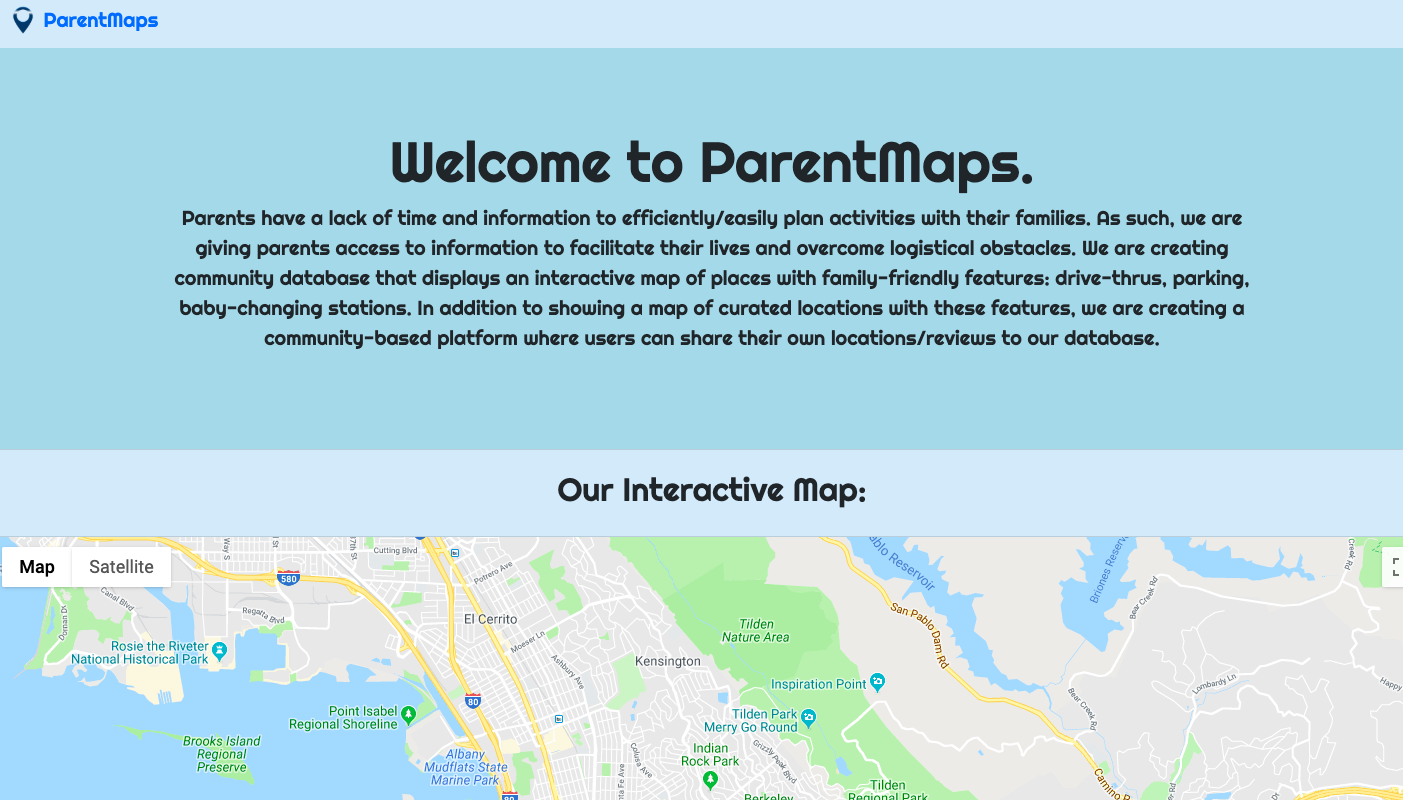 ParentMaps
Welcome to ParentMaps.
Parents have a lack of time and information to efficiently/easily plan activities with their families. As such, we are
giving parents access to information to facilitate their lives and overcome logistical obstacles. We are creating
community database that displays an interactive map of places with family-friendly features: drive-thrus, parking,
baby-changing stations. In addition to showing a map of curated locations with these features, we are creating a
community-based platform where users can share their own locations/reviews to our database.
Our Interactive Map:
Map
Satellite
Way S
Cutting Blvd
580
Potrero Ave
Canal Blvd
Regatta Blvd
El Cerrito
Moeser Ln
Ashbury Ave
Rosie the Riveter
National Historical Park
Kensington
Tilden
Nature Area
San Pablo Dam Rd
Reservoir
Briones
Bear Creek Rd
Creek Rd
Bear Creek Rd
Lombardy Ln
Happy
Inspiration Point
80
Point Isabel
Regional Shoreline
Tilden Park
Merry Go Round
Brooks Island
Regional
Preserve
Albany
Mudflats State
Marine Park
Colusa Ave
Indian
Rock Park
Grizzly Peak Blvd
Tilden
Regional Park
Camino
Berkeley
80